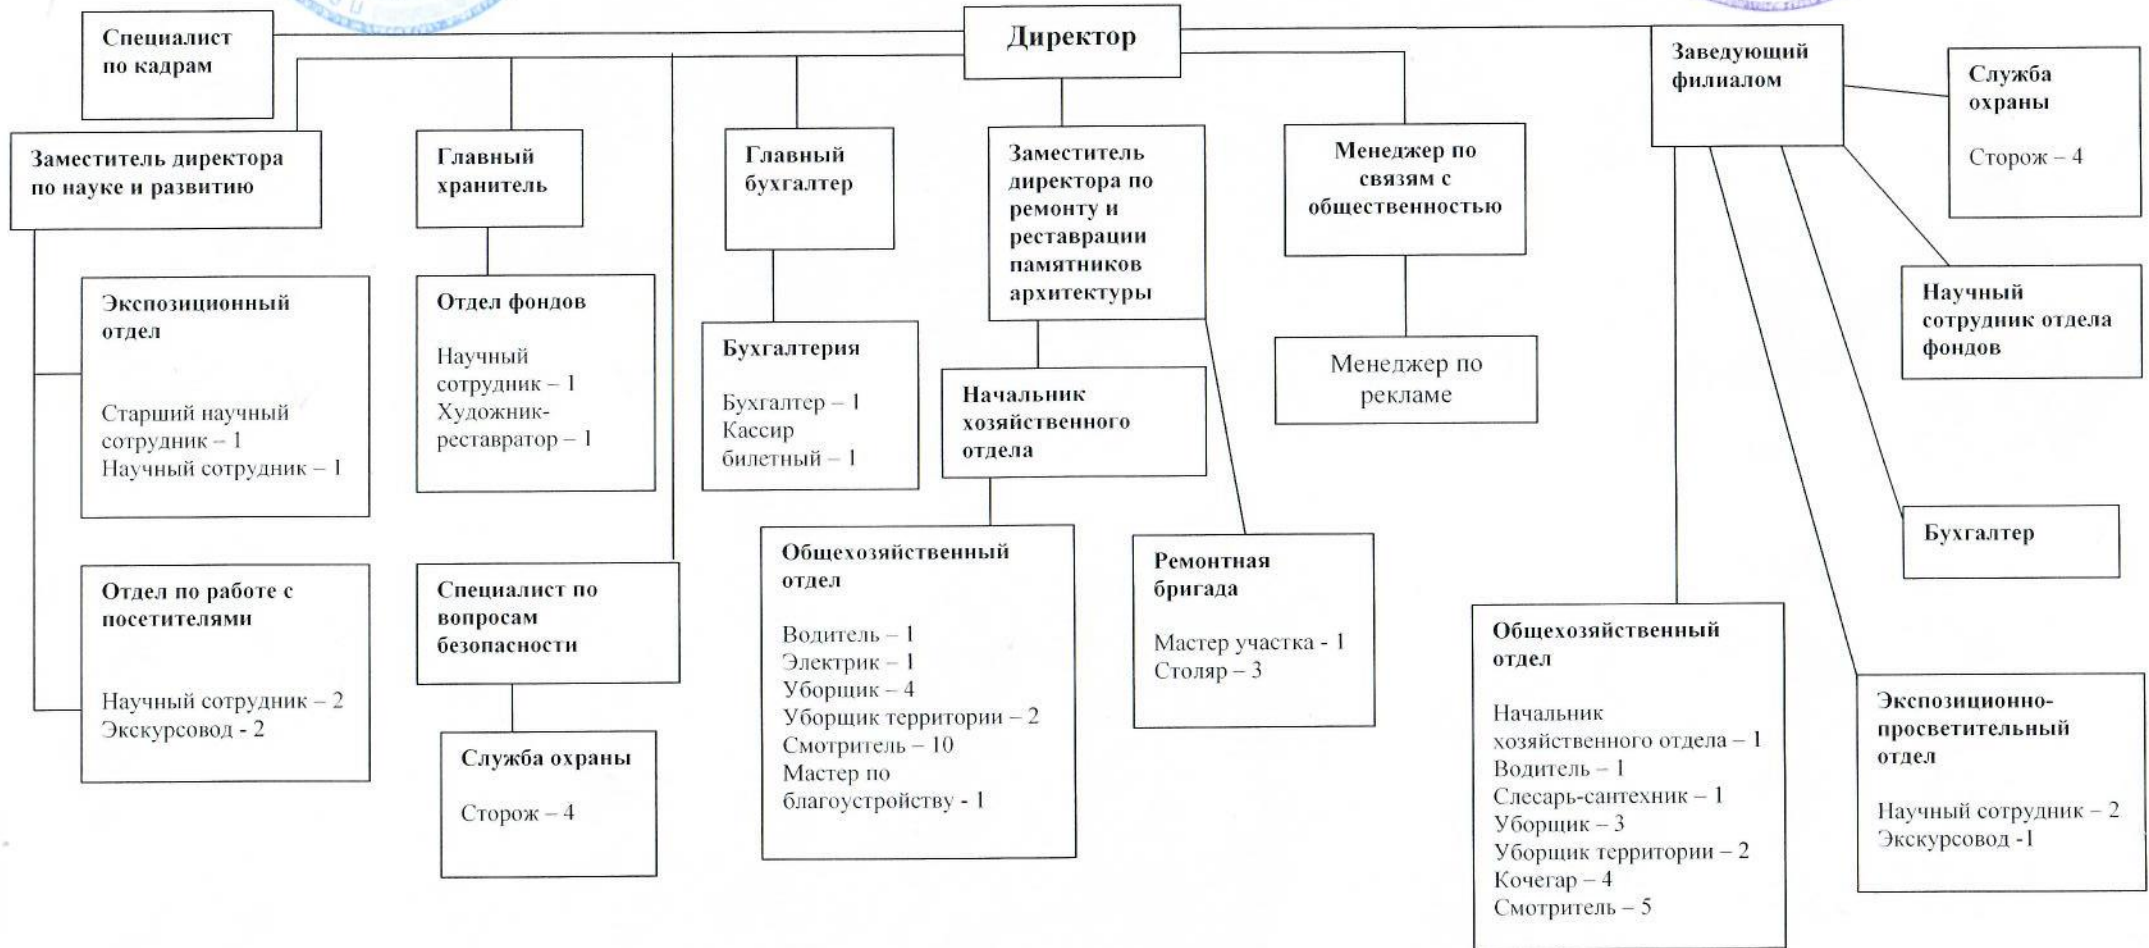 Директор
Специалист
по кадрам
Заместитель директора
по науке и развитию
Экспозиционный
отдел
Старший научный
сотрудник – 1
Научный сотрудник – 1
Отдел по работе с
посетителями
Научный сотрудник – 2
Экскурсовод - 2
Главный
хранитель
Отдел фондов
Научный
сотрудник – 1
Художник-
реставратор – 1
Специалист по
вопросам
безопасности
Служба охраны
Сторож – 4
Главный
бухгалтер
Бухгалтерия
Бухгалтер – 1
Кассир
билетный – 1
Заместитель
директора по
ремонту и
реставрации
памятников
архитектуры
Начальник
хозяйственного
отдела
Общехозяйственный
отдел
Водитель – 1
Электрик – 1
Уборщик – 4
Уборщик территории – 2
Смотритель – 10
Мастер по
благоустройству - 1
Ремонтная
бригада
Мастер участка - 1
Столяр – 3
Менеджер по
связям с
общественностью
Менеджер по
рекламе
Заведующий
филиалом
Служба
охраны
Сторож – 4
Научный
сотрудник отдела
фондов
Бухгалтер
Общехозяйственный
отдел
Начальник
хозяйственного отдела – 1
Водитель – 1
Слесарь-сантехник – 1
Уборщик – 3
Уборщик территории – 2
Кочегар – 4
Смотритель – 5
Экспозиционно-
просветительный
отдел
Научный сотрудник – 2
Экскурсовод -1